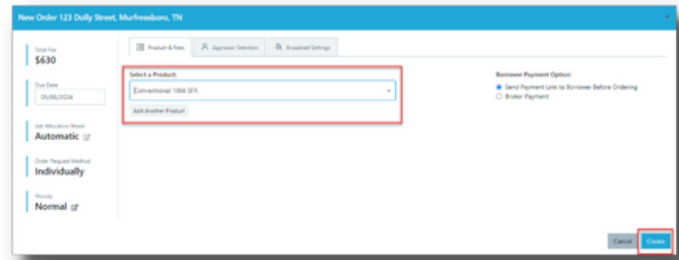 New Order 123 Dolly Street, Murfreesboro, TN
Total Fee
$630
Due Date
05/08/2024
Job Allocation Mode
Automatic
Order Request Method
Individually
Priority
Normal
Product & Fees
Appraiser Selection
Broadcast Settings
Select a Product:
Conventional 1004 SFR
Add Another Product
Borrower Payment Option:
Send Payment Link to Borrower Before Ordering
Broker Payment
Cancel
Create